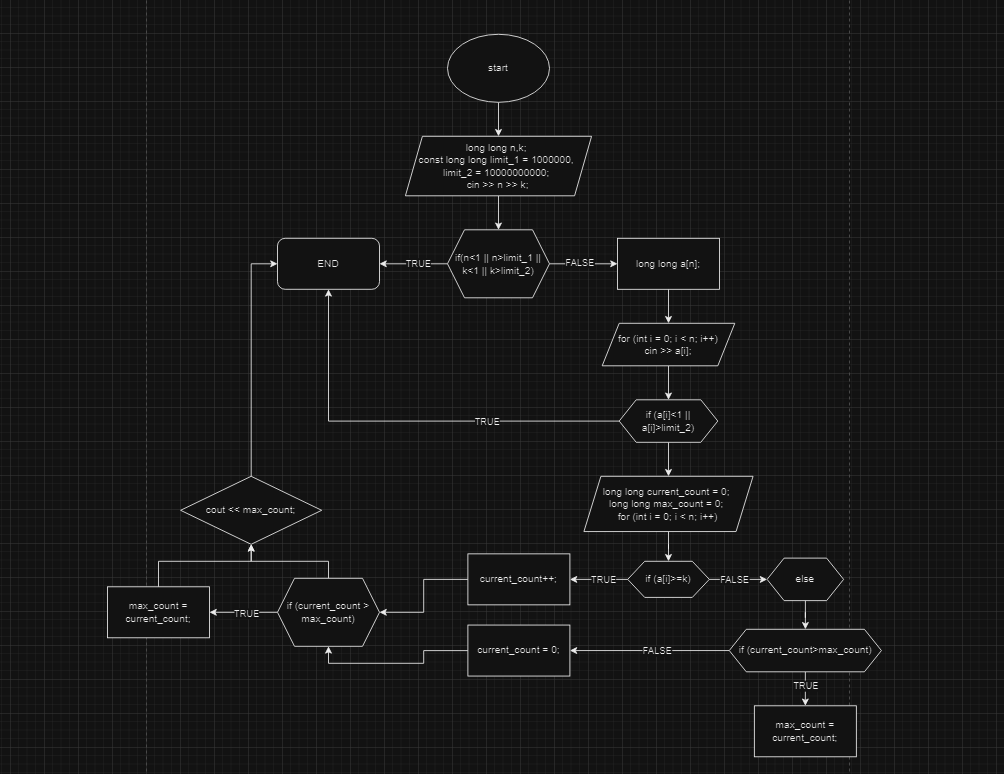 start
long long n,k;
const long long limit_1 = 1000000,
limit_2 = 10000000000;
cin >> n >> k;
END
TRUE
if(n<1 || n>limit_1 ||
k<1 || k>limit_2)
FALSE
long long a[n];
for (int i = 0; i < n; i++)
cin >> a[i];
TRUE
if (a[i]<1 ||
a[i]>limit_2)
long long current_count = 0;
long long max_count = 0;
for (int i = 0; i < n; i++)
cout << max_count;
current_count++;
TRUE
if (a[i]>=k)
FALSE
else
max_count =
current_count;
TRUE
if (current_count >
max_count)
current_count = 0;
FALSE
if (current_count>max_count)
TRUE
max_count =
current_count;